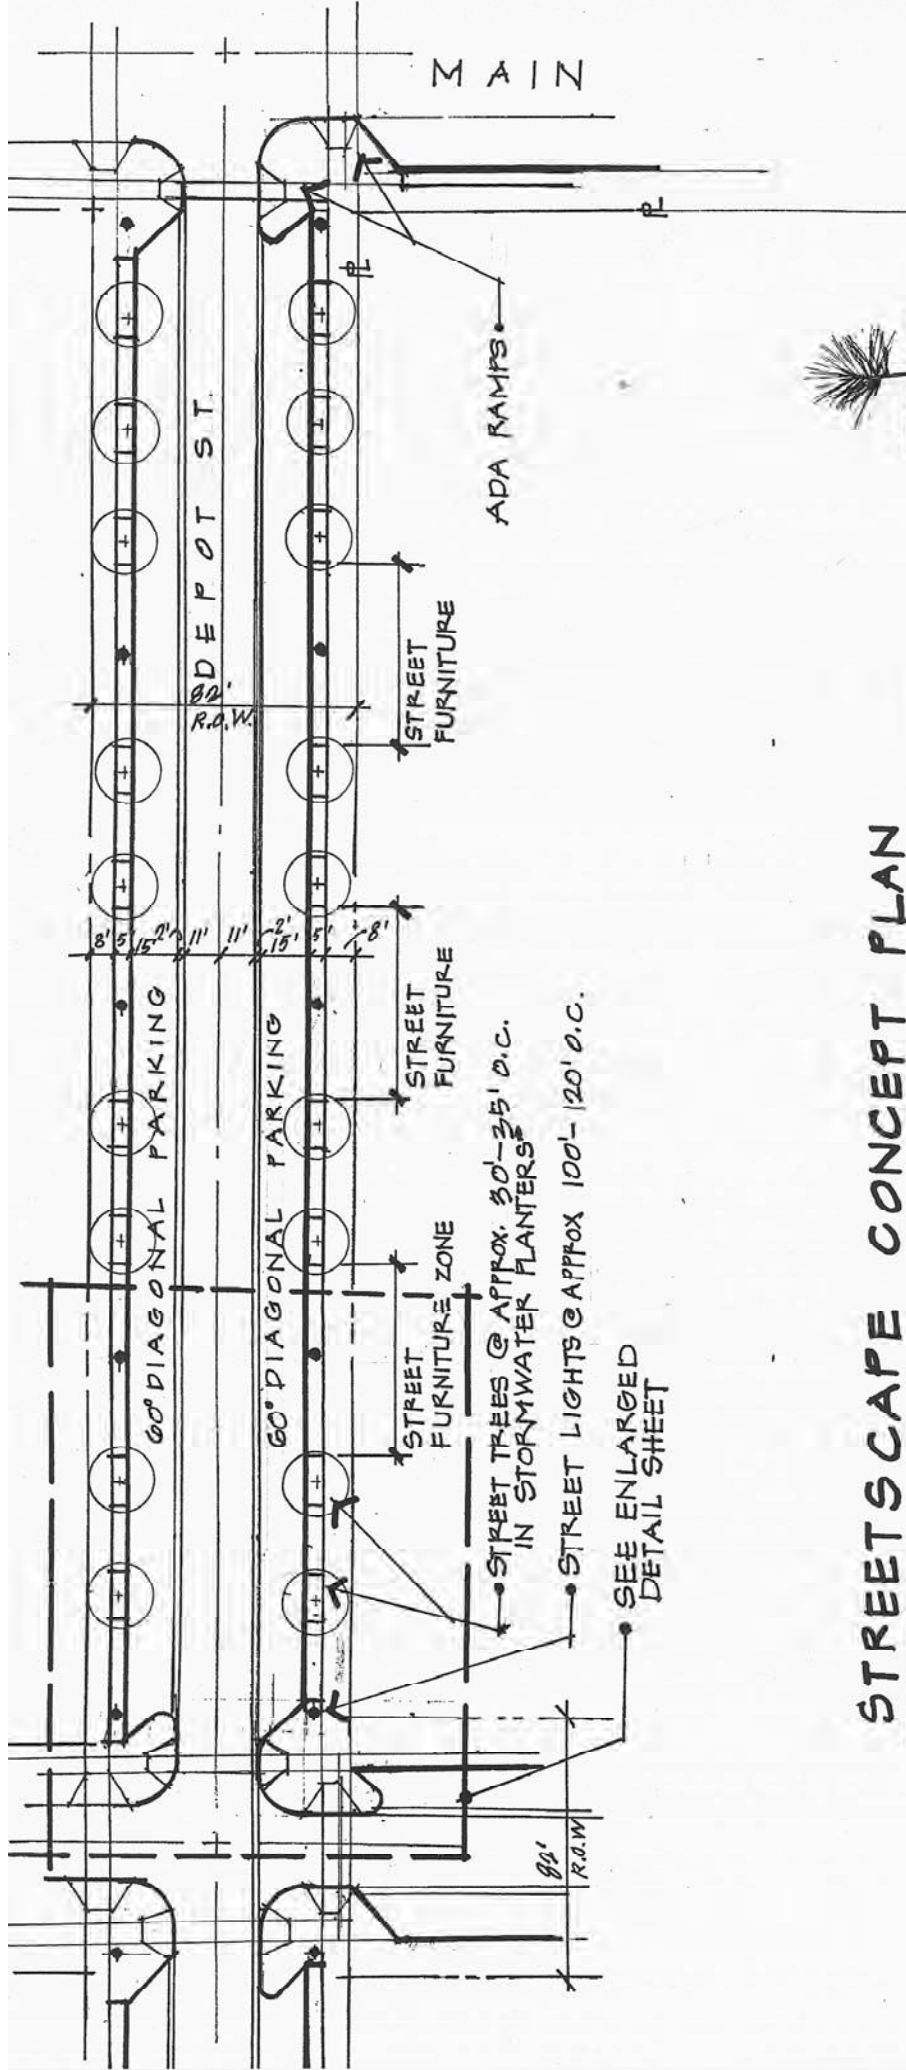 MAIN
ADA RAMPS
DEPOT ST.
82'
R.O.W.
STREET
FURNITURE
8' 5' 15' 2' 11' 11' 2' 15' 5' 8'
STREET
FURNITURE
60° DIAGONAL PARKING
60° DIAGONAL PARKING
STREET
FURNITURE ZONE
STREET TREES @ APPROX. 30'-35' O.C.
IN STORMWATER PLANTERS
STREET LIGHTS @ APPROX 100'-120' O.C.
SEE ENLARGED
DETAIL SHEET
82'
R.O.W
STREETSCAPE CONCEPT PLAN